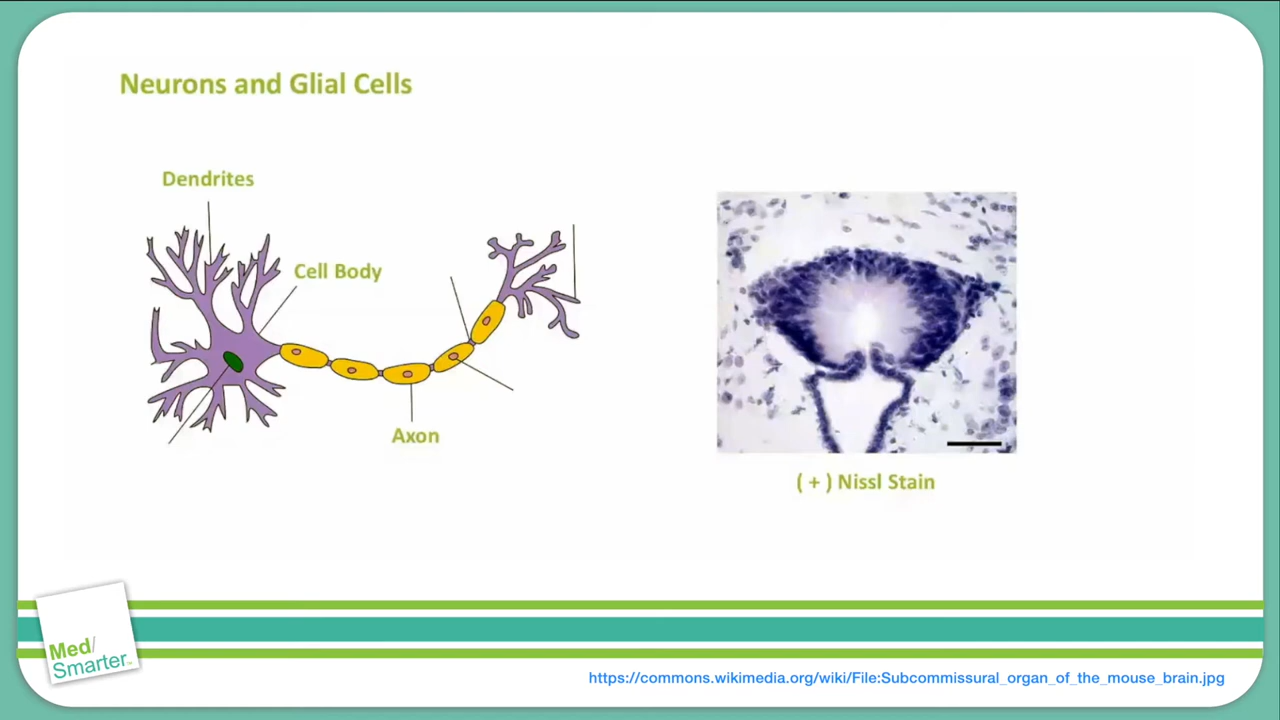 Neurons and Glial Cells
Dendrites
Cell Body
Axon
( + ) Nissl Stain
Med/
Smarter™
https://commons.wikimedia.org/wiki/File:Subcommissural_organ_of_the_mouse_brain.jpg